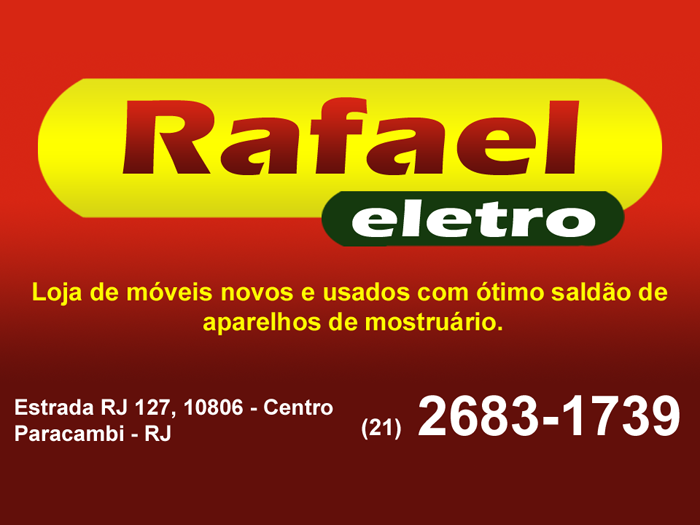 Rafael
eletro
Loja de móveis novos e usados com ótimo saldão de
aparelhos de mostruário.
Estrada RJ 127, 10806 - Centro
Paracambi - RJ
(21) 2683-1739